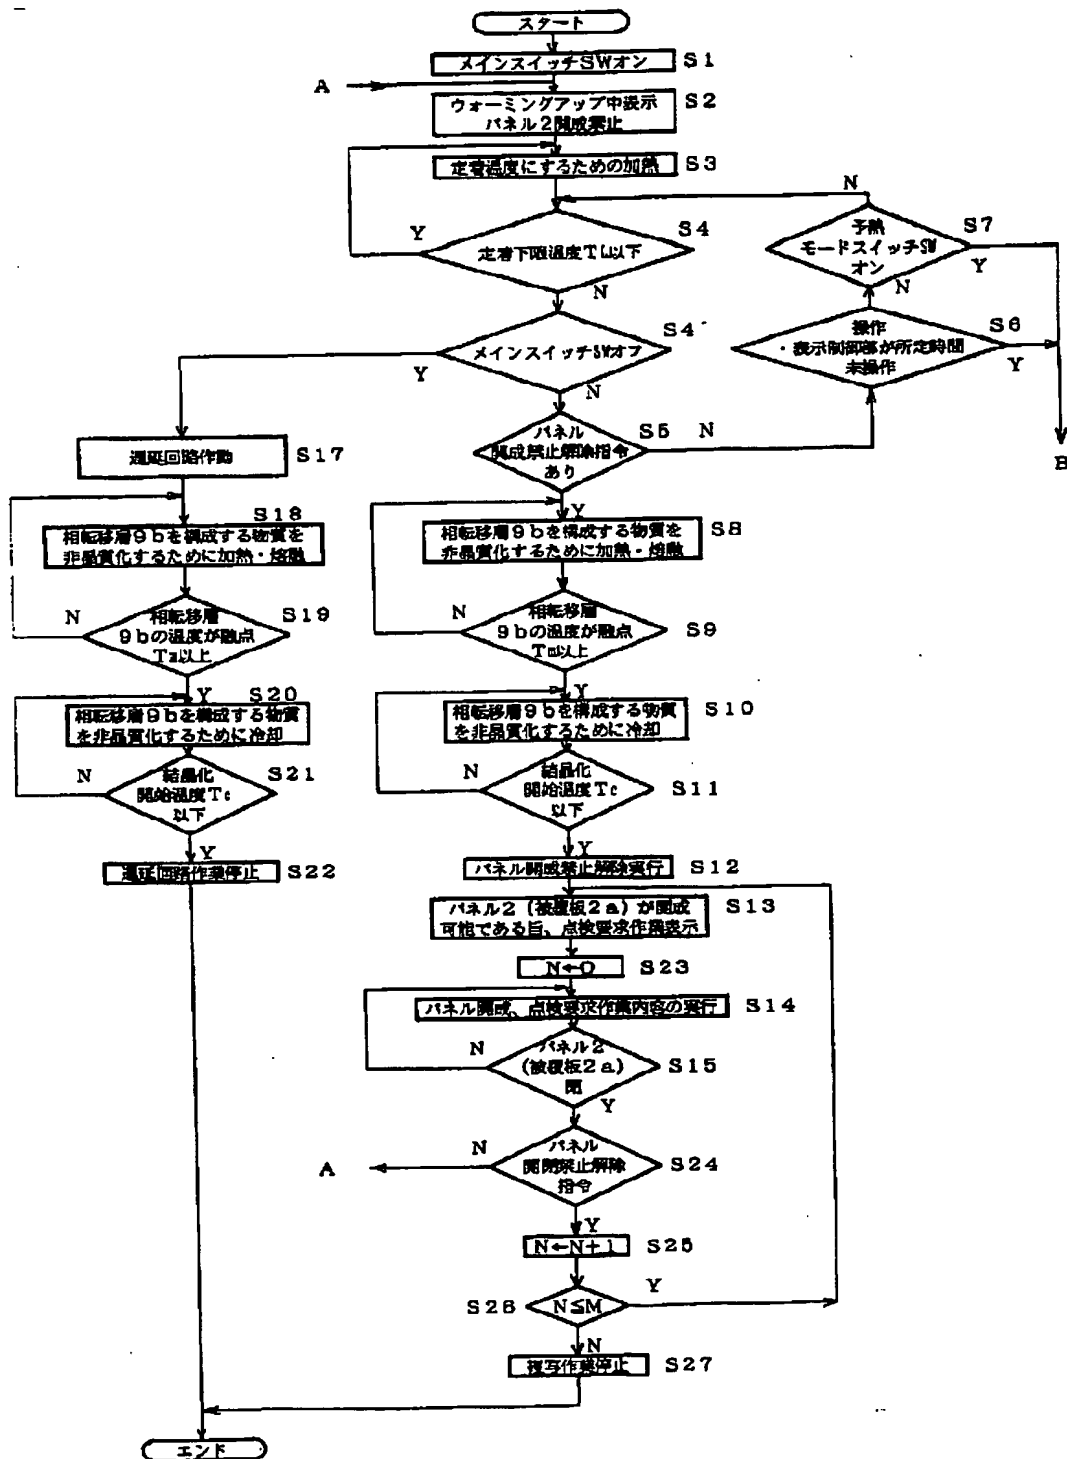 スタート
メインスイッチSWオン S1
A
ウォーミングアップ中表示 S2
パネル2開成禁止
定着温度にするための加熱 S3
N
予熱 S7
モードスイッチSW
オン
Y
N
Y
S4
定着下限温度TL以下
N
操作 S6
・表示制御部が所定時間
未操作
Y
S4'
メインスイッチSWオフ
Y
N
パネル S5 N
開成禁止解除指令
あり
B
遅延回路作動 S17
Y
S18
相転移層9bを構成する物質を
非晶質化するために加熱・熔融
相転移層9bを構成する物質を S8
非晶質化するために加熱・熔融
N
相転移層 S19
9bの温度が融点
Tm以上
N
相転移層 S9
9bの温度が融点
Tm以上
Y S20
相転移層9bを構成する物質
を非晶質化するために冷却
Y
相転移層9bを構成する物質 S10
を非晶質化するために冷却
N
結晶化 S21
開始温度Tc
以下
N
結晶化
開始温度Tc S11
以下
Y
遅延回路作業停止 S22
Y
パネル開成禁止解除実行 S12
パネル2(被覆板2a)が開成 S13
可能である旨、点検要求作業表示
N←O S23
パネル開成、点検要求作業内容の実行 S14
N
パネル2
(被覆板2a) S15
閉
Y
A
N
パネル
開閉禁止解除 S24
指令
Y
N←N+1 S25
Y
S26 N≦M
N
複写作業停止 S27
エンド